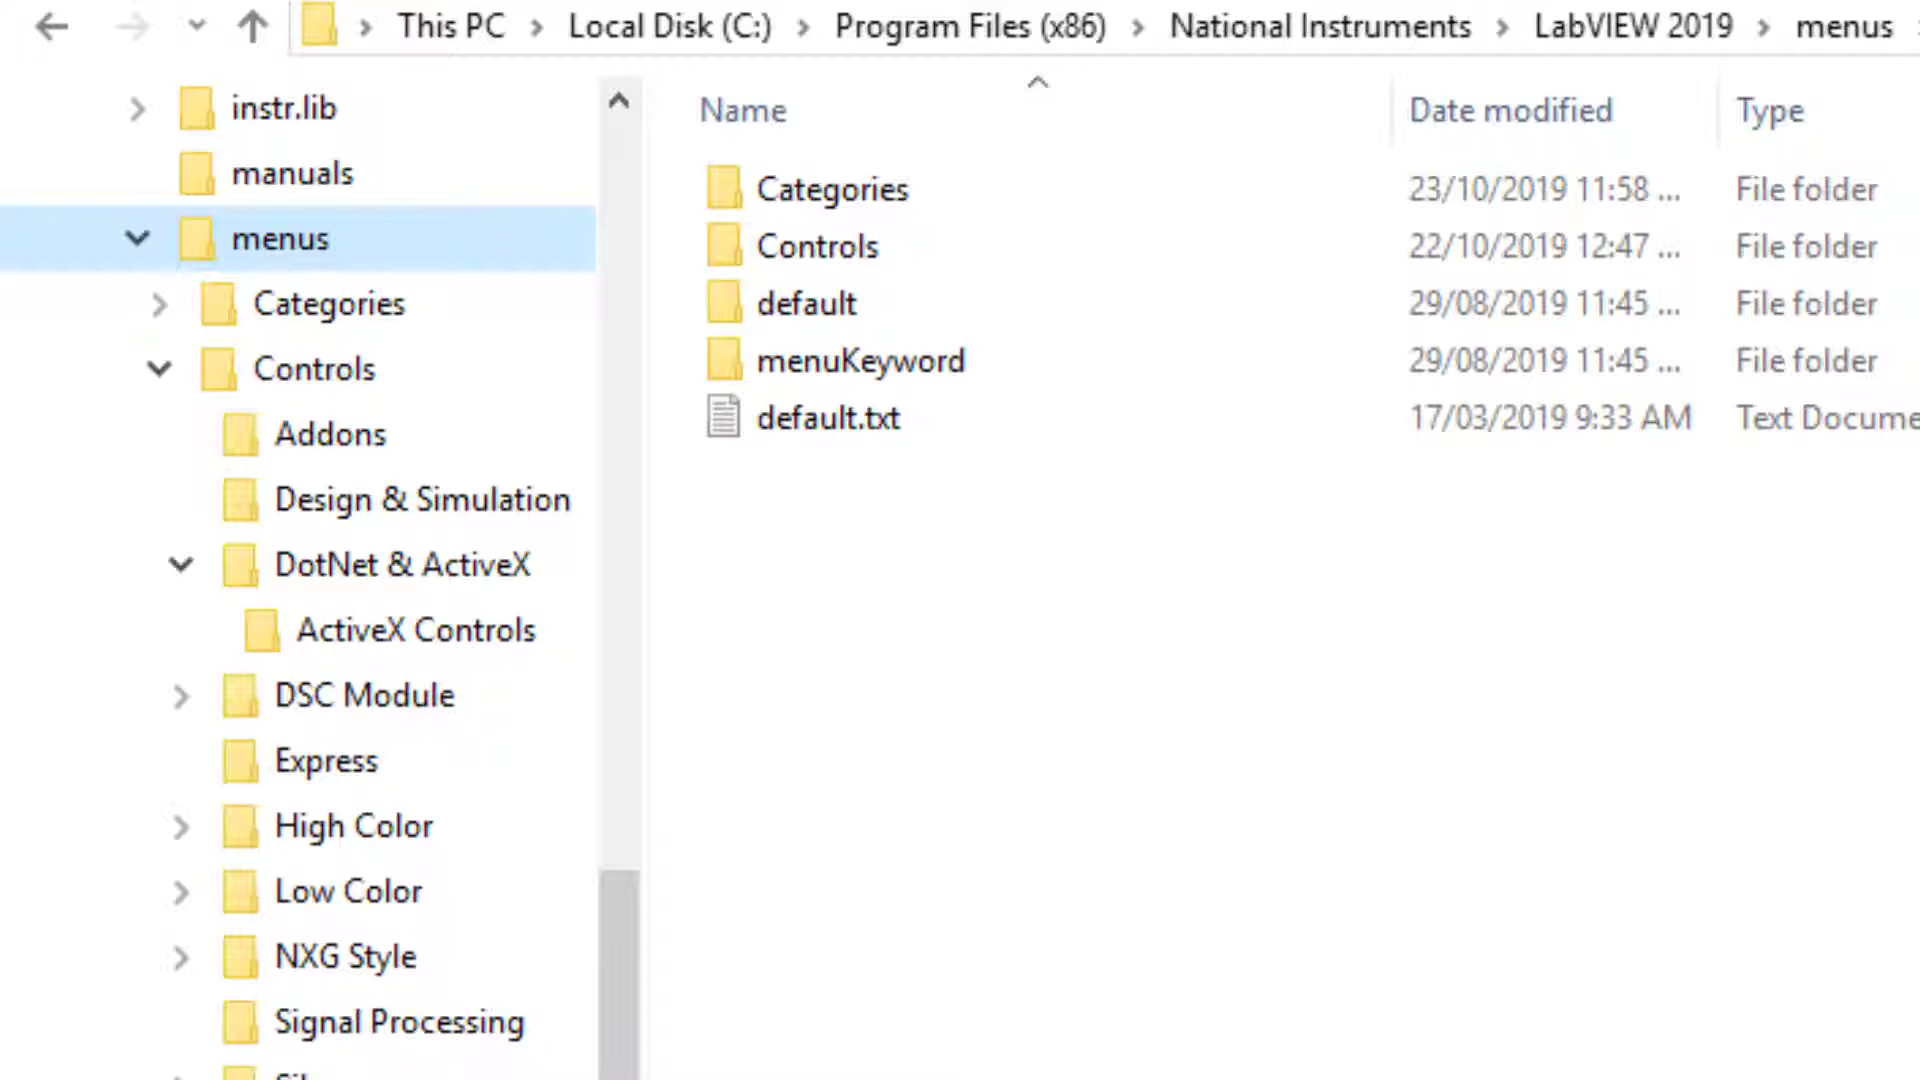 This PC > Local Disk (C:) > Program Files (x86) > National Instruments > LabVIEW 2019 > menus
instr.lib
manuals
menus
Categories
Controls
Addons
Design & Simulation
DotNet & ActiveX
ActiveX Controls
DSC Module
Express
High Color
Low Color
NXG Style
Signal Processing
Name Date modified Type
Categories 23/10/2019 11:58 ... File folder
Controls 22/10/2019 12:47 ... File folder
default 29/08/2019 11:45 ... File folder
menuKeyword 29/08/2019 11:45 ... File folder
default.txt 17/03/2019 9:33 AM Text Docume